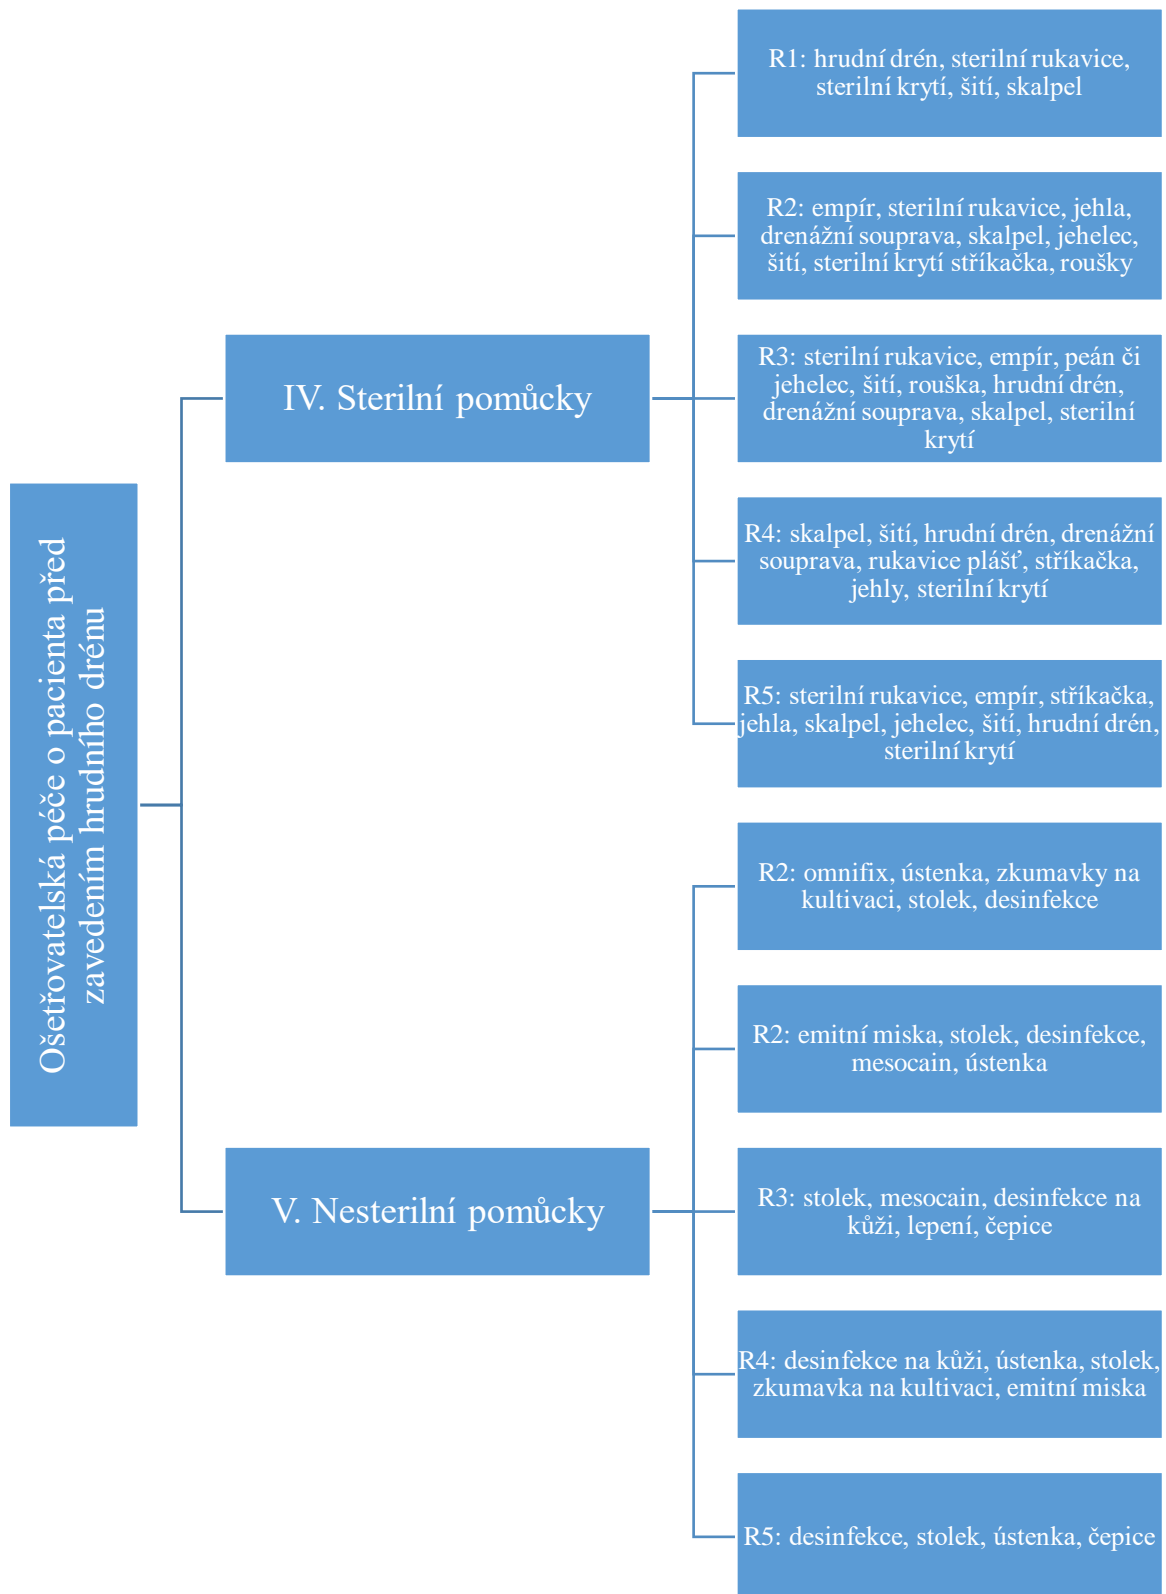 Ošetřovatelská péče o pacienta před
zavedením hrudního drénu
IV. Sterilní pomůcky
R1: hrudní drén, sterilní rukavice,
sterilní krytí, šití, skalpel
R2: empír, sterilní rukavice, jehla,
drenážní souprava, skalpel, jehelec,
šití, sterilní krytí stříkačka, roušky
R3: sterilní rukavice, empír, peán či
jehelec, šití, rouška, hrudní drén,
drenážní souprava, skalpel, sterilní
krytí
R4: skalpel, šití, hrudní drén, drenážní
souprava, rukavice plášť, stříkačka,
jehly, sterilní krytí
R5: sterilní rukavice, empír, stříkačka,
jehla, skalpel, jehelec, šití, hrudní drén,
sterilní krytí
V. Nesterilní pomůcky
R2: omnifix, ústenka, zkumavky na
kultivaci, stolek, desinfekce
R2: emitní miska, stolek, desinfekce,
mesocain, ústenka
R3: stolek, mesocain, desinfekce na
kůži, lepení, čepice
R4: desinfekce na kůži, ústenka, stolek,
zkumavka na kultivaci, emitní miska
R5: desinfekce, stolek, ústenka, čepice